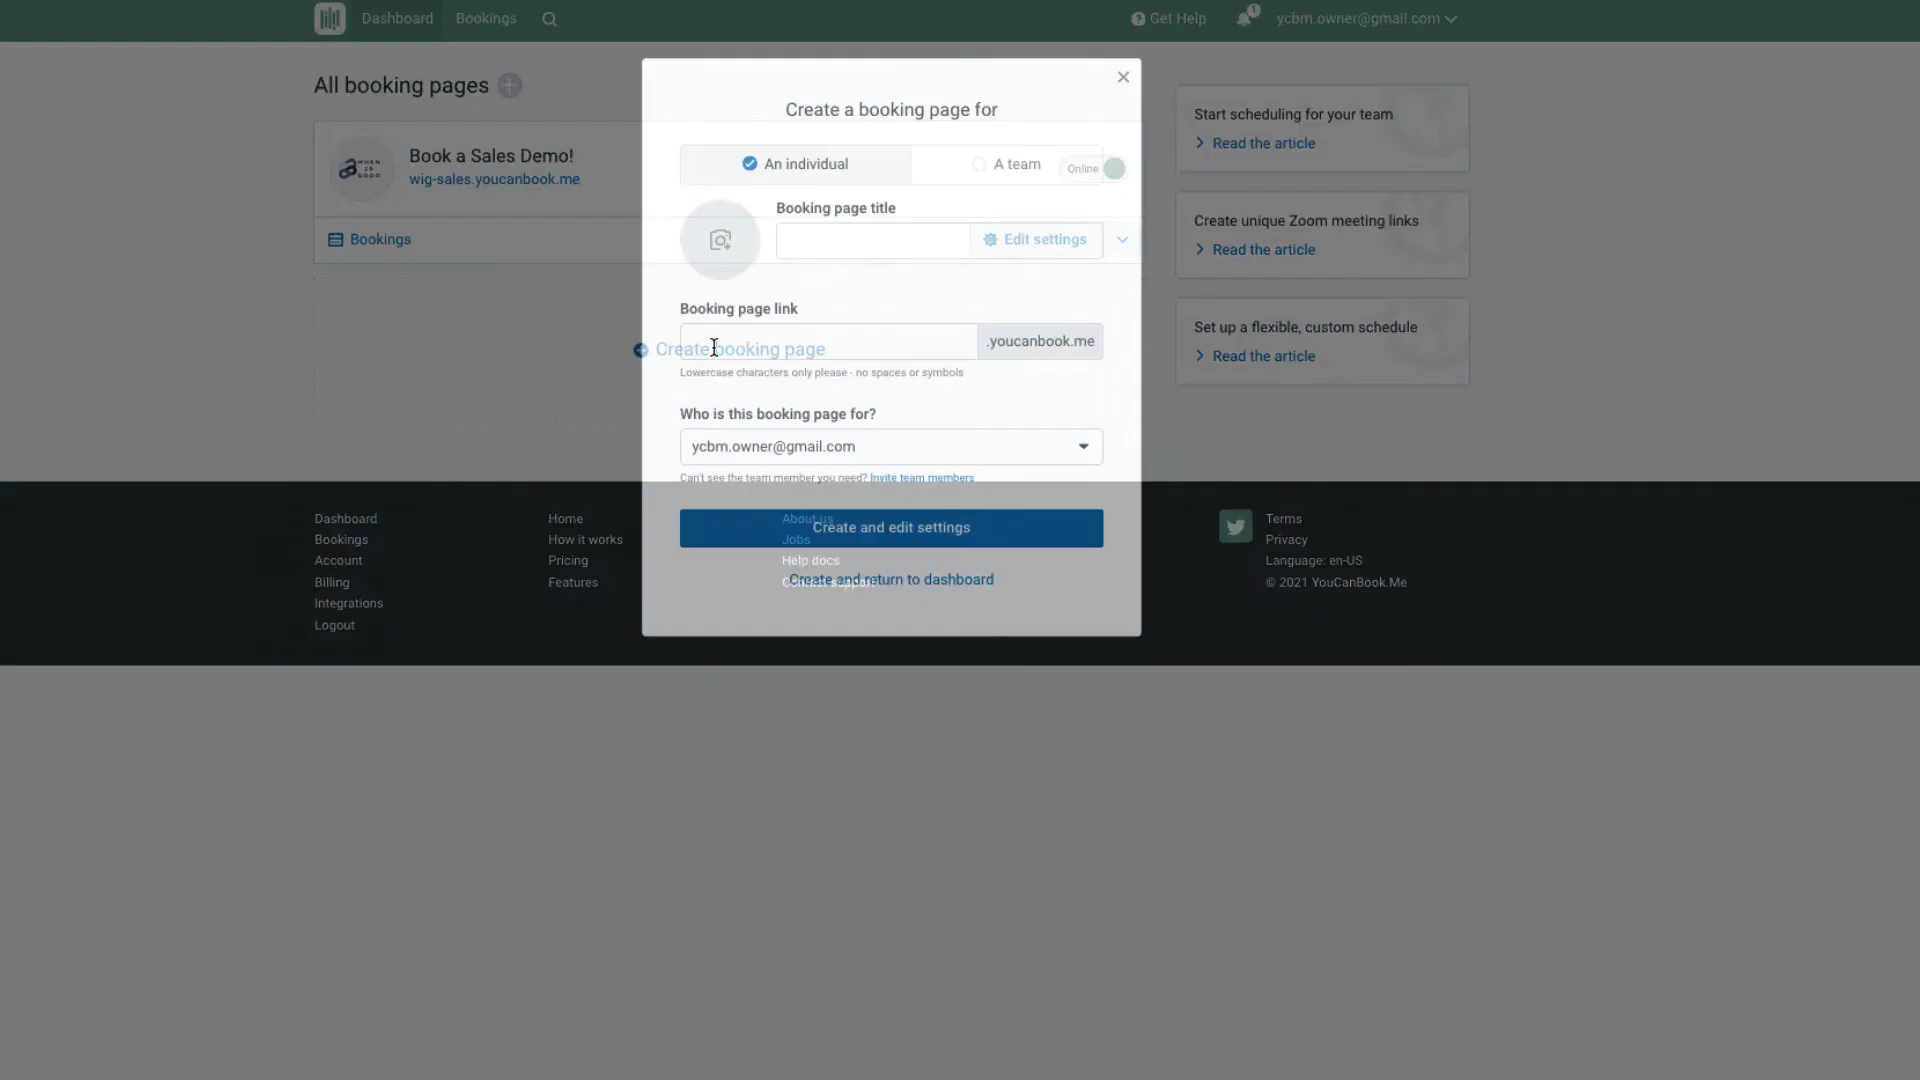 Dashboard
Bookings
Get Help
1
ycbm.owner@gmail.com
All booking pages
Book a Sales Demo!
wig-sales.youcanbook.me
Bookings
WHEN
IS
GOOD
Create a booking page for
An individual
A team
Online
Booking page title
Edit settings
Booking page link
.youcanbook.me
Create booking page
Lowercase characters only please - no spaces or symbols
Who is this booking page for?
ycbm.owner@gmail.com
Can't see the team member you need? Invite team members
Create and edit settings
Create and return to dashboard
Start scheduling for your team
Read the article
Create unique Zoom meeting links
Read the article
Set up a flexible, custom schedule
Read the article
Dashboard
Bookings
Account
Billing
Integrations
Logout
Home
How it works
Pricing
Features
About us
Jobs
Help docs
Contact support
Terms
Privacy
Language: en-US
© 2021 YouCanBook.Me